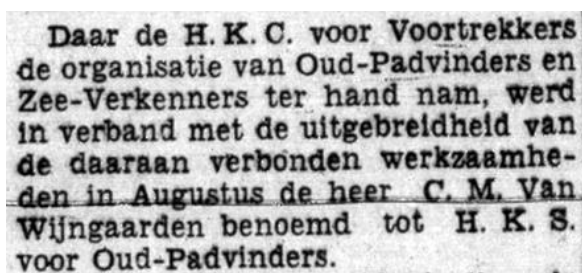 Daar de H. K. C. voor Voortrekkers
de organisatie van Oud-Padvinders en
Zee-Verkenners ter hand nam, werd
in verband met de uitgebreidheid van
de daaraan verbonden werkzaamhe-
den in Augustus de heer C. M. Van
Wijngaarden benoemd tot H. K. S.
voor Oud-Padvinders.